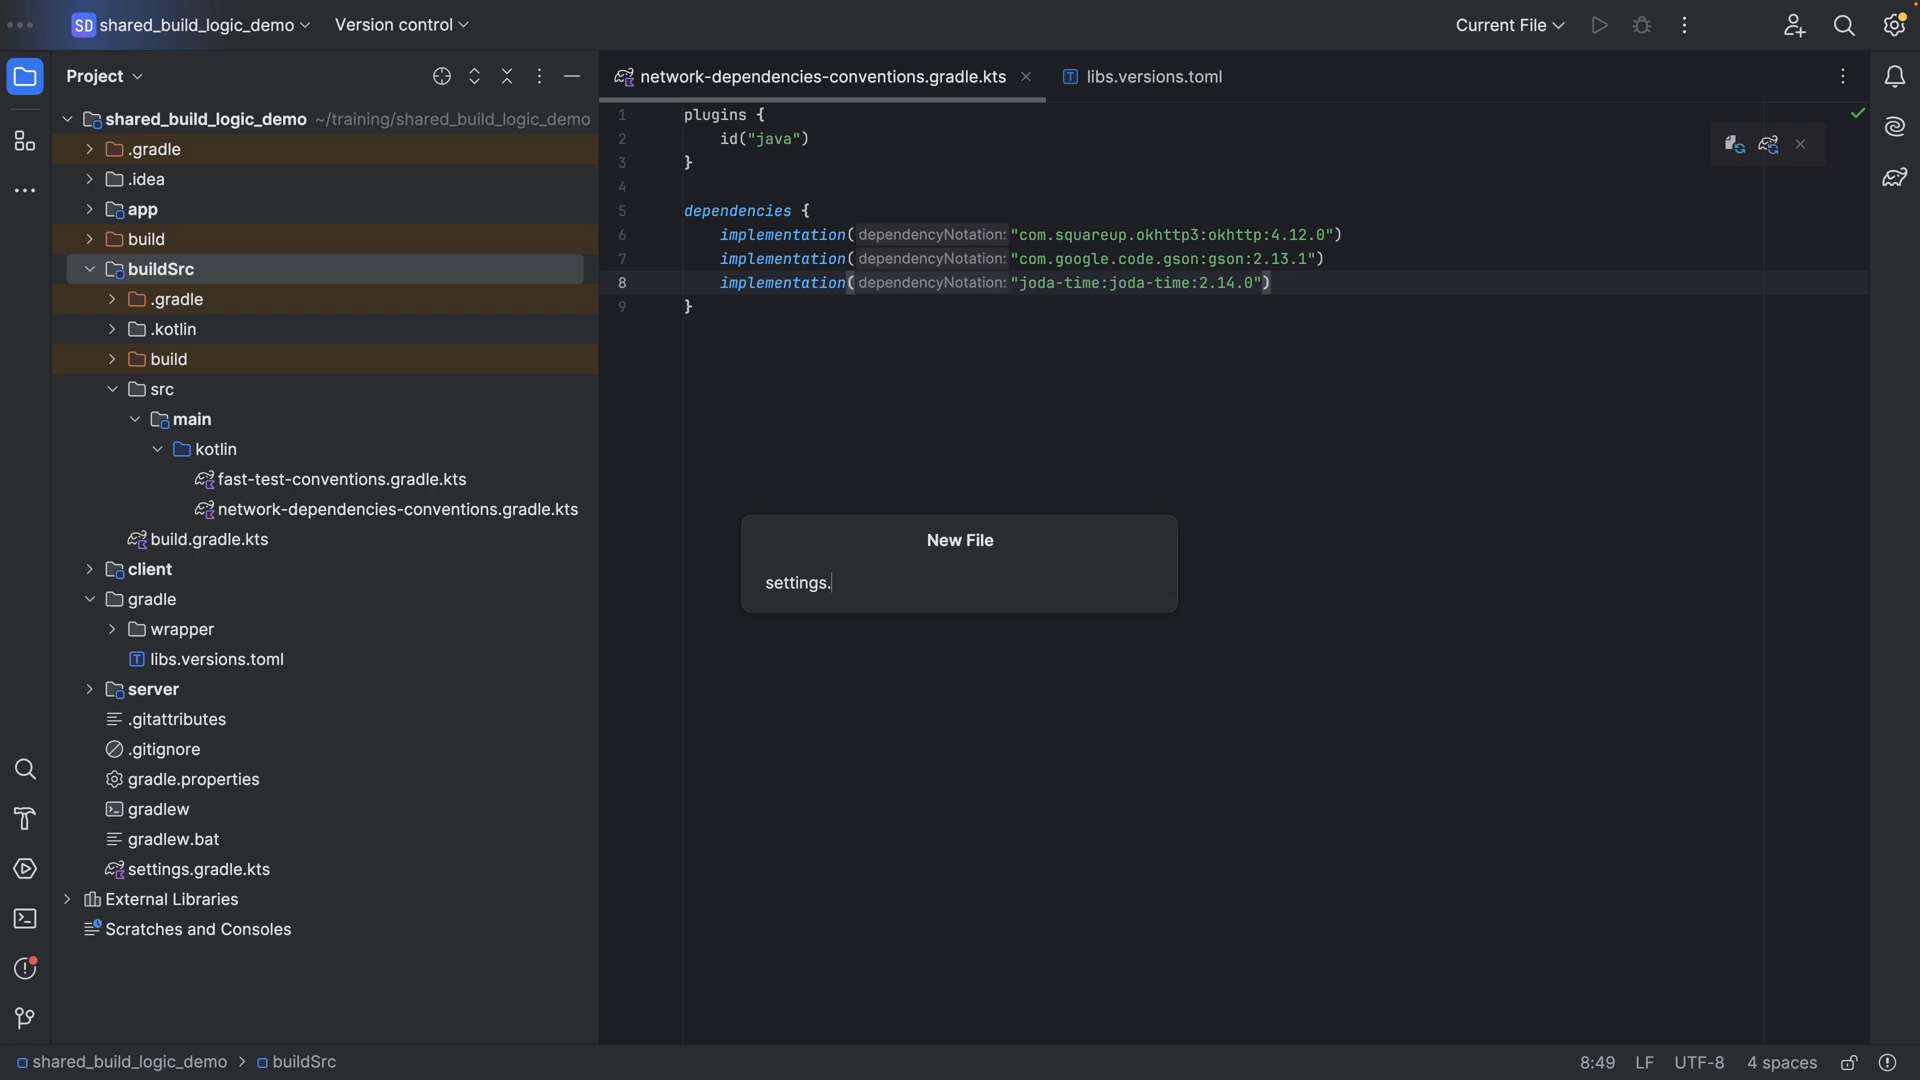 SD shared_build_logic_demo
Version control
Current File
Project
network-dependencies-conventions.gradle.kts
libs.versions.toml
shared_build_logic_demo ~/training/shared_build_logic_demo
.gradle
.idea
app
build
buildSrc
.gradle
.kotlin
build
src
main
kotlin
fast-test-conventions.gradle.kts
network-dependencies-conventions.gradle.kts
build.gradle.kts
client
gradle
wrapper
libs.versions.toml
server
.gitattributes
.gitignore
gradle.properties
gradlew
gradlew.bat
settings.gradle.kts
External Libraries
Scratches and Consoles
1 plugins {
2 id("java")
3 }
4
5 dependencies {
6 implementation( dependencyNotation: "com.squareup.okhttp3:okhttp:4.12.0")
7 implementation( dependencyNotation: "com.google.code.gson:gson:2.13.1")
8 implementation( dependencyNotation: "joda-time:joda-time:2.14.0")
9 }
New File
settings.
shared_build_logic_demo > buildSrc
8:49 LF UTF-8 4 spaces